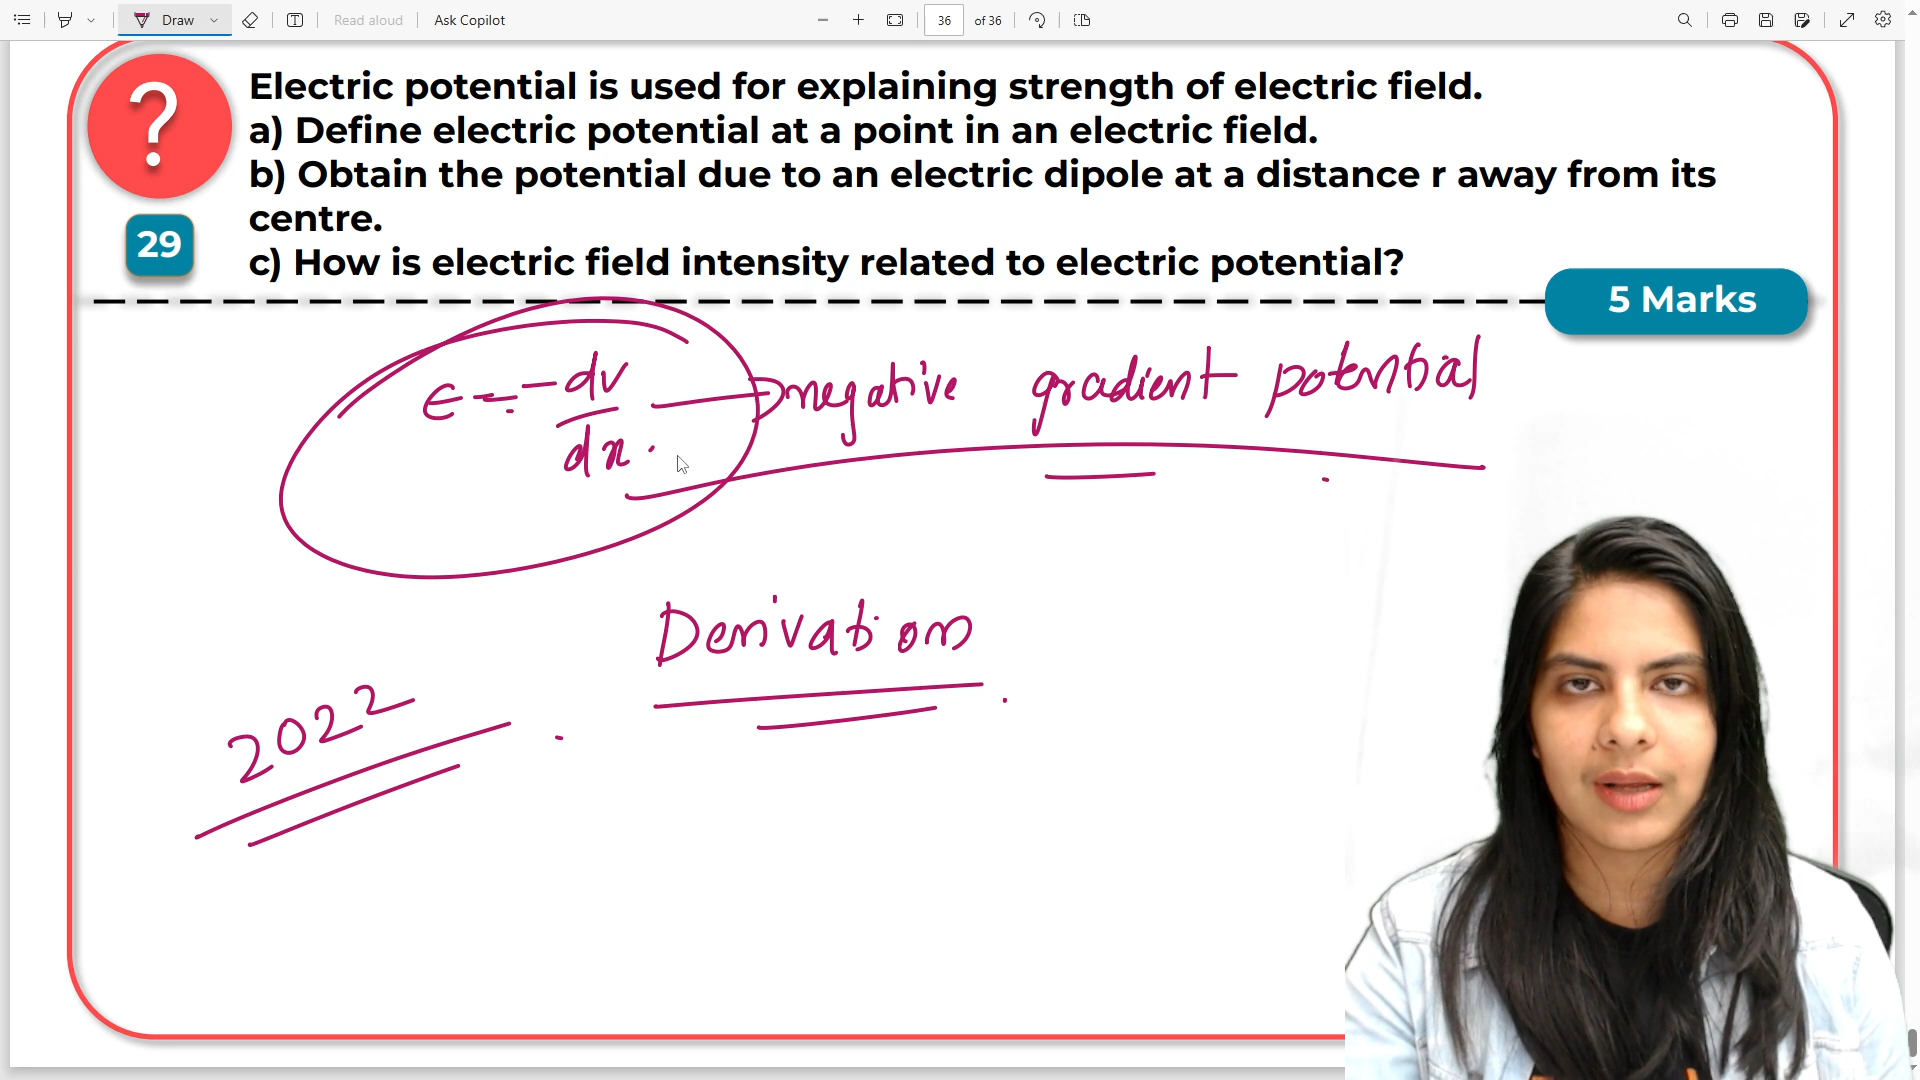 Draw
Read aloud
Ask Copilot
36
of 36
Electric potential is used for explaining strength of electric field.
a) Define electric potential at a point in an electric field.
b) Obtain the potential due to an electric dipole at a distance r away from its
centre.
29
c) How is electric field intensity related to electric potential?
5 Marks
E = -dv/dx
negative gradient potential
Derivation
2022